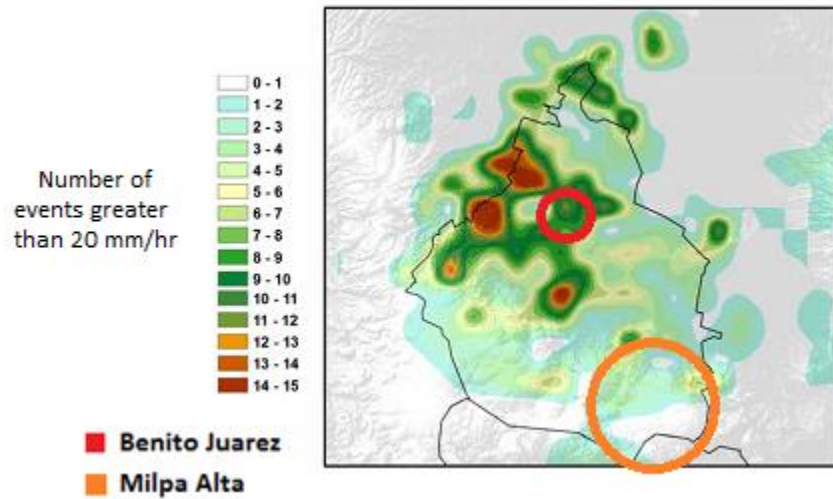 Number of
events greater
than 20 mm/hr
0 - 1
1 - 2
2 - 3
3 - 4
4 - 5
5 - 6
6 - 7
7 - 8
8 - 9
9 - 10
10 - 11
11 - 12
12 - 13
13 - 14
14 - 15
Benito Juarez
Milpa Alta